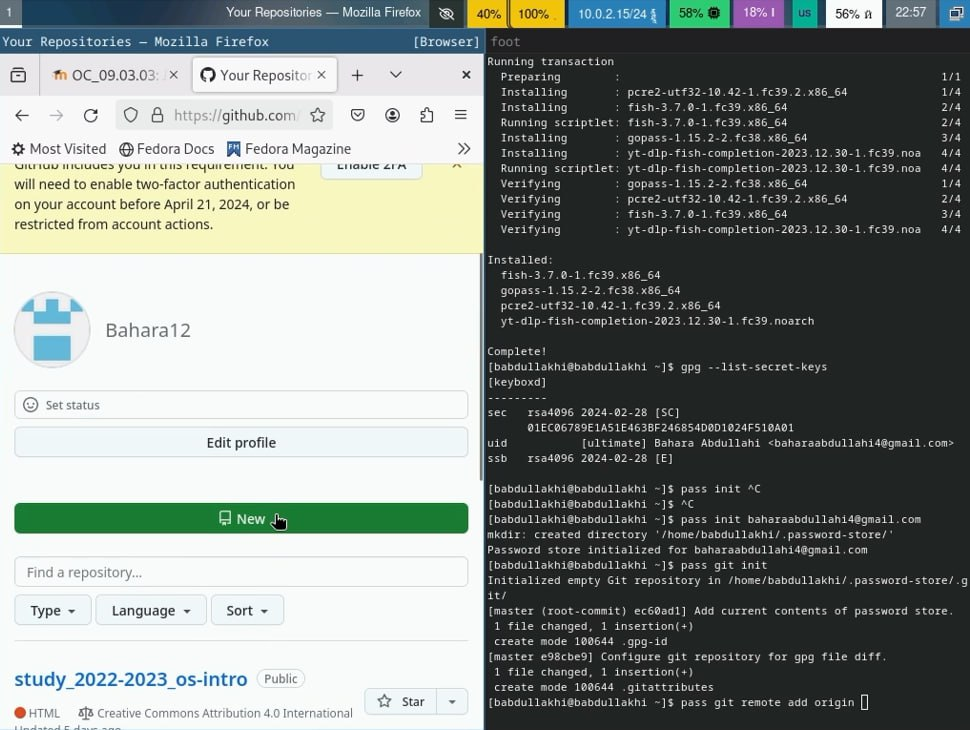 1
Your Repositories — Mozilla Firefox
40%
100%
10.0.2.15/24
58%
18%
us
56%
22:57
Your Repositories — Mozilla Firefox [Browser]
OC_09.03.03:
Your Repositor
https://github.com/
Most Visited
Fedora Docs
Fedora Magazine
GitHub includes you in this requirement. You
will need to enable two-factor authentication
on your account before April 21, 2024, or be
restricted from account actions.
Enable 2FA
Bahara12
Set status
Edit profile
New
Find a repository...
Type
Language
Sort
study_2022-2023_os-intro
Public
HTML
Creative Commons Attribution 4.0 International
Star
Updated 5 days ago
foot
Running transaction
Preparing : 1/1
Installing : pcre2-utf32-10.42-1.fc39.2.x86_64 1/4
Installing : fish-3.7.0-1.fc39.x86_64 2/4
Running scriptlet: fish-3.7.0-1.fc39.x86_64 2/4
Installing : gopass-1.15.2-2.fc38.x86_64 3/4
Installing : yt-dlp-fish-completion-2023.12.30-1.fc39.noa 4/4
Running scriptlet: yt-dlp-fish-completion-2023.12.30-1.fc39.noa 4/4
Verifying : gopass-1.15.2-2.fc38.x86_64 1/4
Verifying : pcre2-utf32-10.42-1.fc39.2.x86_64 2/4
Verifying : fish-3.7.0-1.fc39.x86_64 3/4
Verifying : yt-dlp-fish-completion-2023.12.30-1.fc39.noa 4/4
Installed:
fish-3.7.0-1.fc39.x86_64
gopass-1.15.2-2.fc38.x86_64
pcre2-utf32-10.42-1.fc39.2.x86_64
yt-dlp-fish-completion-2023.12.30-1.fc39.noarch
Complete!
[babdullakhi@babdullakhi ~]$ gpg --list-secret-keys
[keyboxd]
---------
sec rsa4096 2024-02-28 [SC]
01EC06789E1A51E463BF246854D0D1024F510A01
uid [ultimate] Bahara Abdullahi <baharaabdullahi4@gmail.com>
ssb rsa4096 2024-02-28 [E]
[babdullakhi@babdullakhi ~]$ pass init ^C
[babdullakhi@babdullakhi ~]$ ^C
[babdullakhi@babdullakhi ~]$ pass init baharaabdullahi4@gmail.com
mkdir: created directory '/home/babdullakhi/.password-store/'
Password store initialized for baharaabdullahi4@gmail.com
[babdullakhi@babdullakhi ~]$ pass git init
Initialized empty Git repository in /home/babdullakhi/.password-store/.g
it/
[master (root-commit) ec60ad1] Add current contents of password store.
1 file changed, 1 insertion(+)
create mode 100644 .gpg-id
[master e98cbe9] Configure git repository for gpg file diff.
1 file changed, 1 insertion(+)
create mode 100644 .gitattributes
[babdullakhi@babdullakhi ~]$ pass git remote add origin